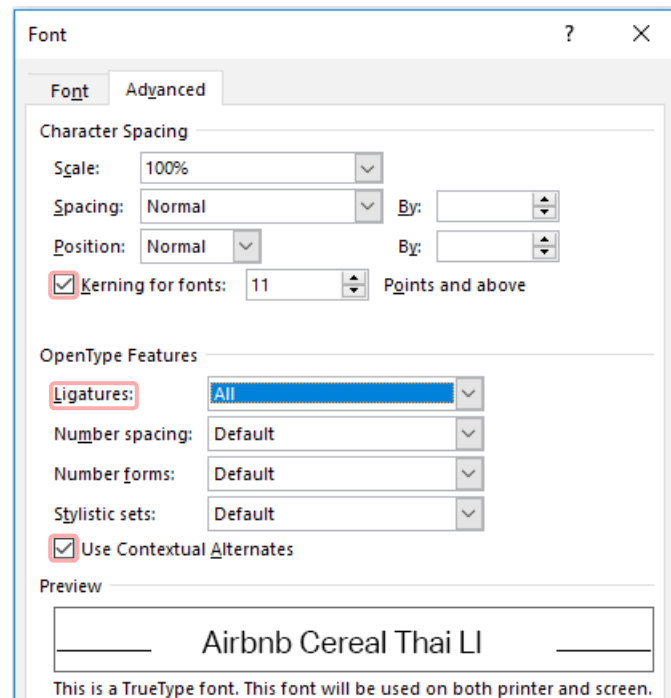 Font ? X
Font Advanced
Character Spacing
Scale: 100%
Spacing: Normal By:
Position: Normal By:
Kerning for fonts: 11 Points and above
OpenType Features
Ligatures: All
Number spacing: Default
Number forms: Default
Stylistic sets: Default
Use Contextual Alternates
Preview
Airbnb Cereal Thai LI
This is a TrueType font. This font will be used on both printer and screen.